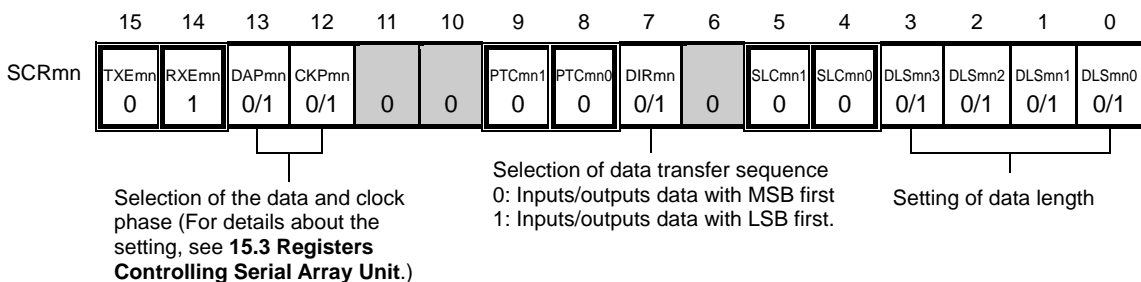 15 14 13 12 11 10 9 8 7 6 5 4 3 2 1 0
SCRmn TXEmn RXEmn DAPmn CKPmn PTCmn1 PTCmn0 DIRmn SLCmn1 SLCmn0 DLSmn3 DLSmn2 DLSmn1 DLSmn0
0 1 0/1 0/1 0 0 0 0 0/1 0 0 0 0/1 0/1 0/1 0/1
Selection of the data and clock
phase (For details about the
setting, see 15.3 Registers
Controlling Serial Array Unit.)
Selection of data transfer sequence
0: Inputs/outputs data with MSB first
1: Inputs/outputs data with LSB first.
Setting of data length